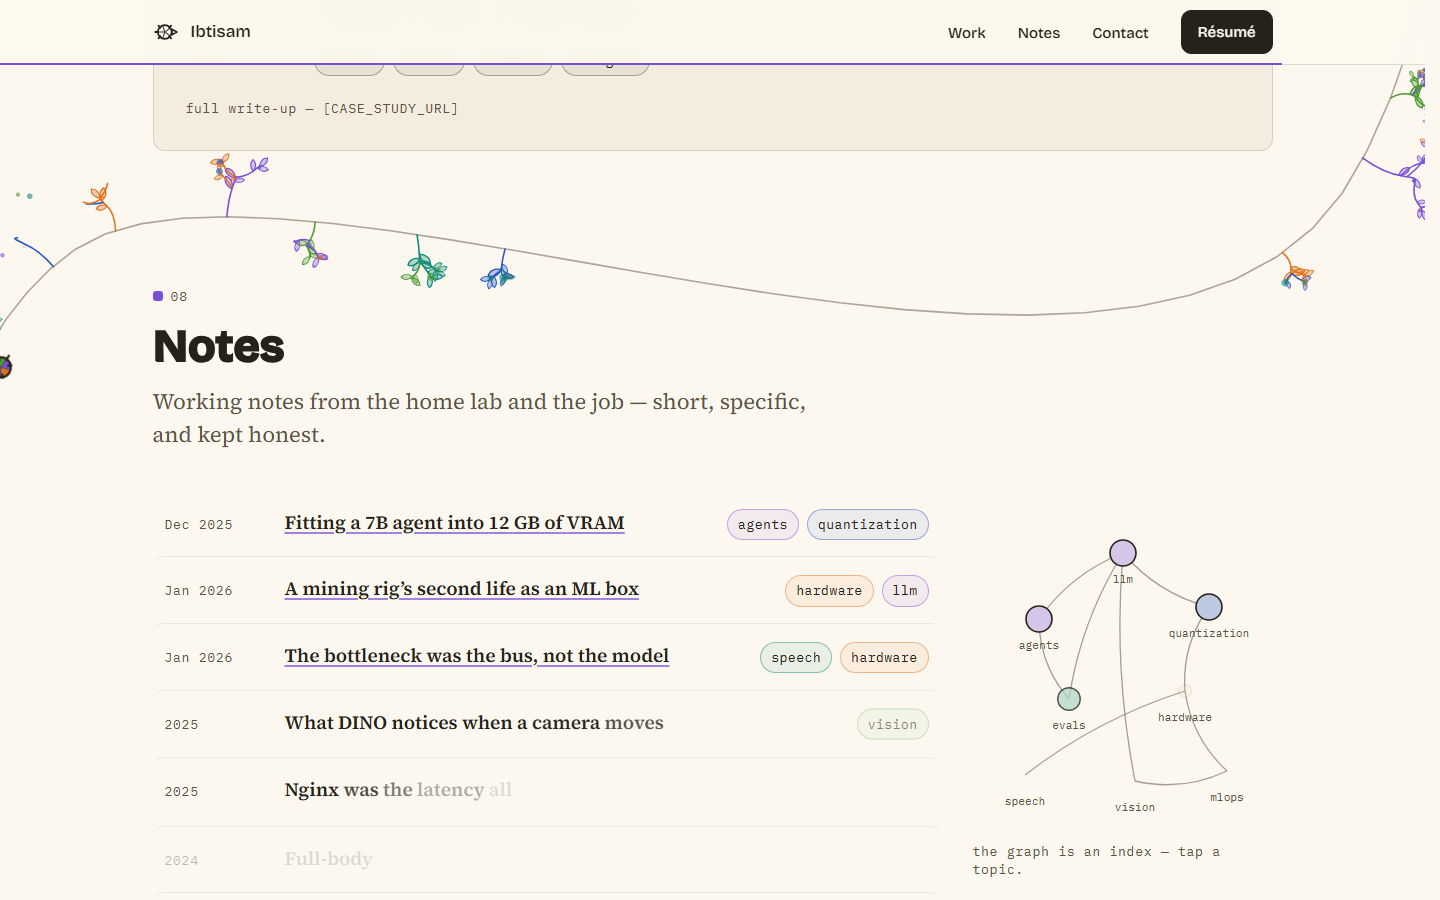 Ibtisam
Work
Notes
Contact
Résumé
full write-up — [CASE_STUDY_URL]
08
Notes
Working notes from the home lab and the job — short, specific,
and kept honest.
Dec 2025
Fitting a 7B agent into 12 GB of VRAM
agents
quantization
Jan 2026
A mining rig’s second life as an ML box
hardware
llm
Jan 2026
The bottleneck was the bus, not the model
speech
hardware
2025
What DINO notices when a camera moves
vision
2025
Nginx was the latency all
2024
Full-body
llm
agents
quantization
evals
hardware
speech
vision
mlops
the graph is an index — tap a
topic.